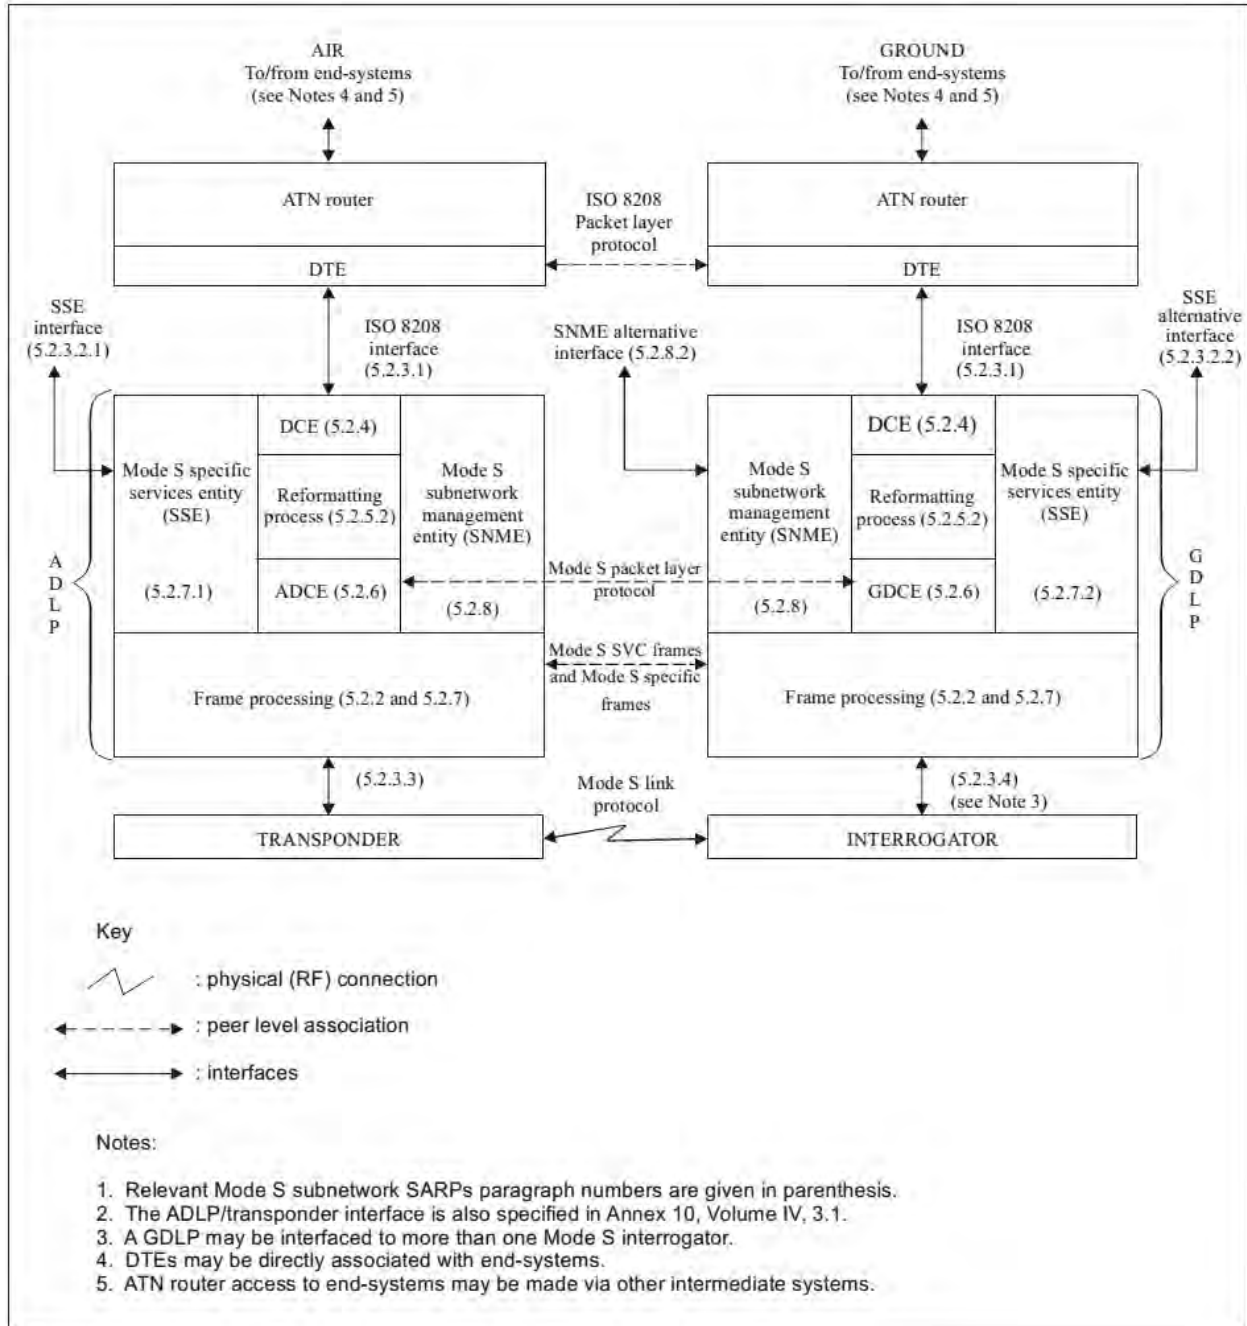 AIR
To/from end-systems
(see Notes 4 and 5)
GROUND
To/from end-systems
(see Notes 4 and 5)
ATN router
DTE
ISO 8208
Packet layer
protocol
ATN router
DTE
SSE
interface
(5.2.3.2.1)
ISO 8208
interface
(5.2.3.1)
SNME alternative
interface (5.2.8.2)
ISO 8208
interface
(5.2.3.1)
SSE
alternative
interface
(5.2.3.2.2)
A
D
L
P
Mode S specific
services entity
(SSE)
(5.2.7.1)
DCE (5.2.4)
Reformatting
process (5.2.5.2)
ADCE (5.2.6)
Mode S
subnetwork
management
entity (SNME)
(5.2.8)
Mode S packet layer
protocol
Mode S
subnetwork
management
entity (SNME)
(5.2.8)
DCE (5.2.4)
Reformatting
process (5.2.5.2)
GDCE (5.2.6)
Mode S specific
services entity
(SSE)
(5.2.7.2)
G
D
L
P
Frame processing (5.2.2 and 5.2.7)
Mode S SVC frames
and Mode S specific
frames
Frame processing (5.2.2 and 5.2.7)
(5.2.3.3)
Mode S link
protocol
(5.2.3.4)
(see Note 3)
TRANSPONDER
INTERROGATOR
Key
: physical (RF) connection
: peer level association
: interfaces
Notes:
1. Relevant Mode S subnetwork SARPs paragraph numbers are given in parenthesis.
2. The ADLP/transponder interface is also specified in Annex 10, Volume IV, 3.1.
3. A GDLP may be interfaced to more than one Mode S interrogator.
4. DTEs may be directly associated with end-systems.
5. ATN router access to end-systems may be made via other intermediate systems.